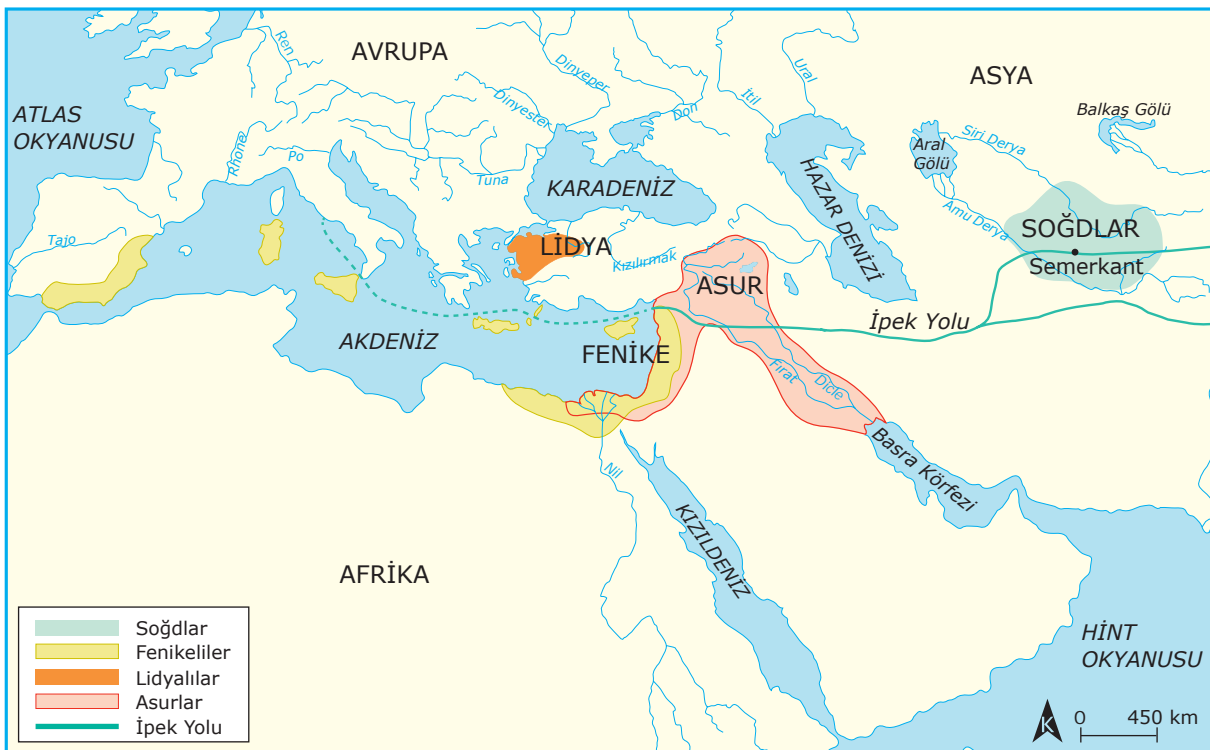 AVRUPA
ASYA
ATLAS
OKYANUSU
Ren
Dinyeper
Dinyester
Don
İtil
Ural
Rhone
Po
Tuna
Tajo
KARADENİZ
HAZAR DENİZİ
Aral
Gölü
Siri Derya
Amu Derya
Balkaş Gölü
SOĞDLAR
Semerkant
LİDYA
Kızılırmak
ASUR
İpek Yolu
AKDENİZ
FENİKE
Fırat
Dicle
Basra Körfezi
Nil
KIZILDENİZ
AFRİKA
HİNT
OKYANUSU
Soğdlar
Fenikeliler
Lidyalılar
Asurlar
İpek Yolu
K
0 450 km